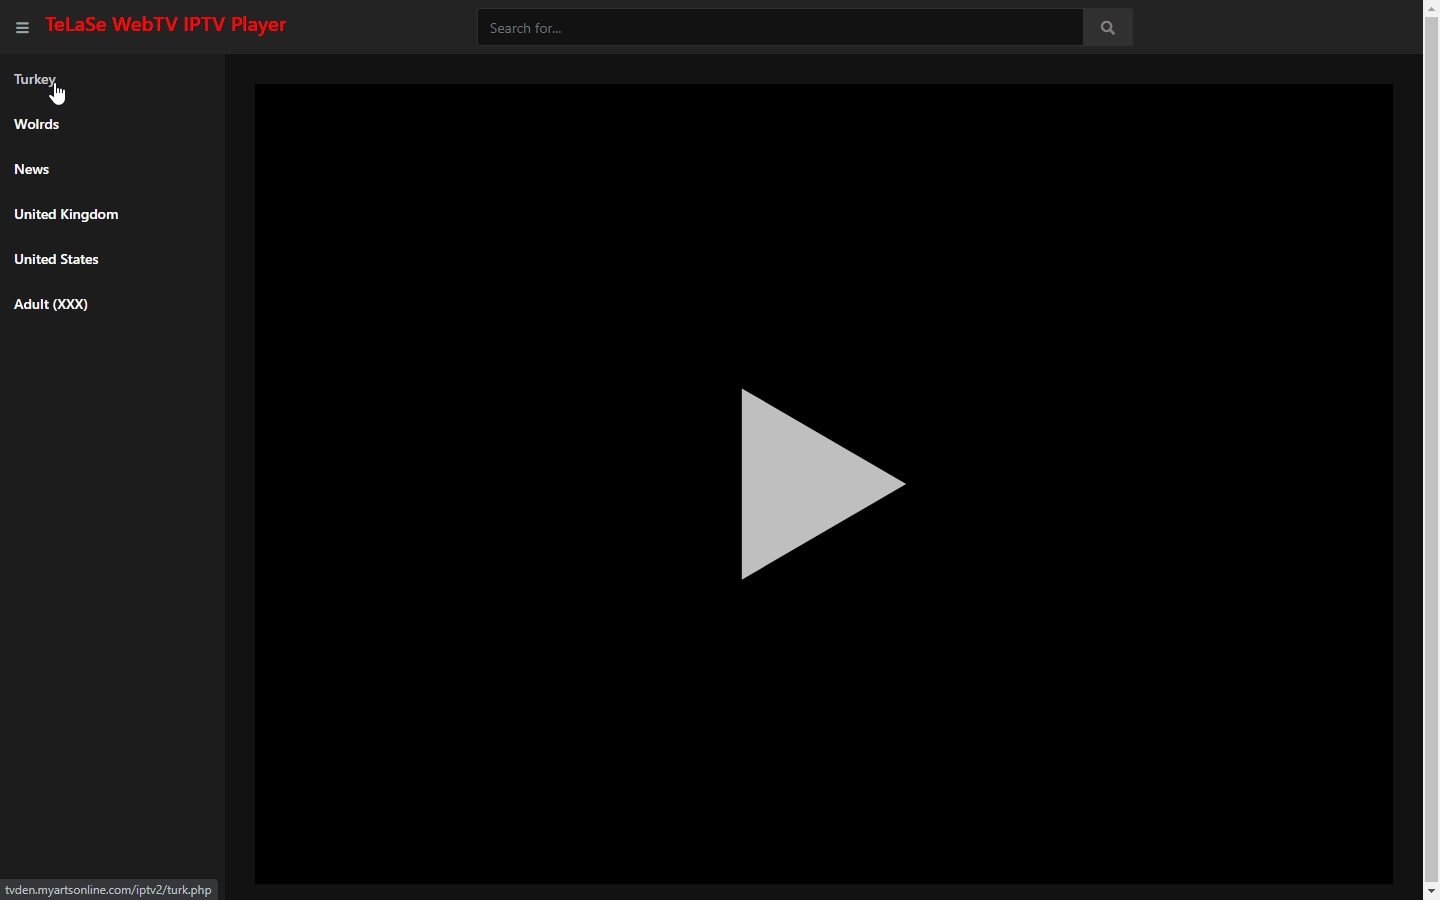 TeLaSe WebTV IPTV Player
Search for...
Turkey
Wolrds
News
United Kingdom
United States
Adult (XXX)
tvden.myartsonline.com/iptv2/turk.php